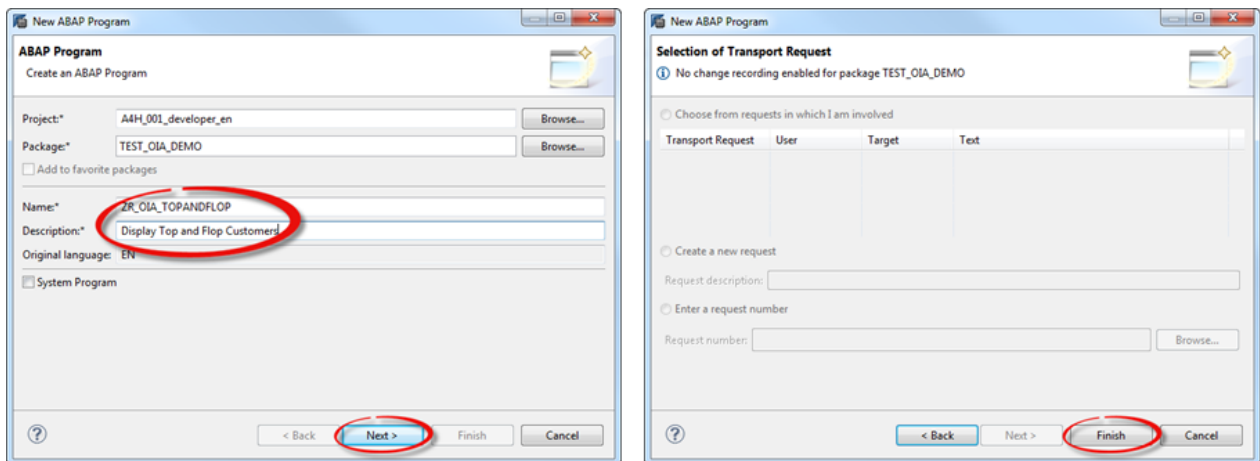 New ABAP Program
ABAP Program
Create an ABAP Program
Project:* A4H_001_developer_en Browse...
Package:* TEST_OIA_DEMO Browse...
Add to favorite packages
Name:* ZR_OIA_TOPANDFLOP
Description:* Display Top and Flop Customers
Original language: EN
System Program
? < Back Next > Finish Cancel
New ABAP Program
Selection of Transport Request
No change recording enabled for package TEST_OIA_DEMO
Choose from requests in which I am involved
Transport Request User Target Text
Create a new request
Request description:
Enter a request number
Request number: Browse...
? < Back Next > Finish Cancel